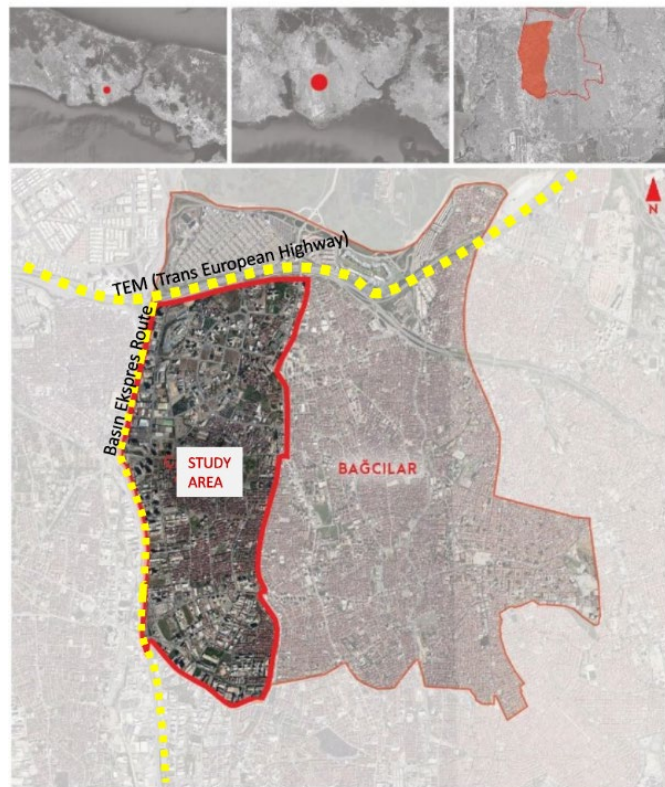 N
TEM (Trans European Highway)
Basın Ekspres Route
STUDY
AREA
BAĞCILAR